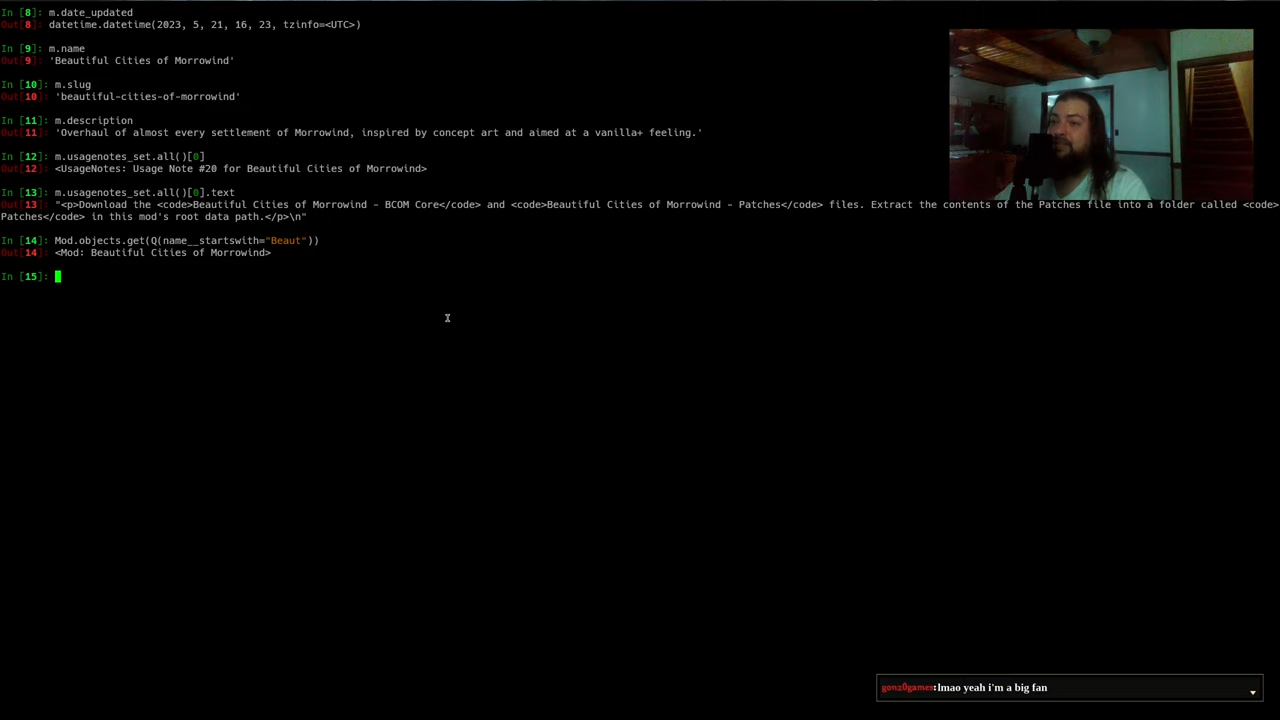 In [8]: m.date_updated
Out[8]: datetime.datetime(2023, 5, 21, 16, 23, tzinfo=<UTC>)
In [9]: m.name
Out[9]: 'Beautiful Cities of Morrowind'
In [10]: m.slug
Out[10]: 'beautiful-cities-of-morrowind'
In [11]: m.description
Out[11]: 'Overhaul of almost every settlement of Morrowind, inspired by concept art and aimed at a vanilla+ feeling.'
In [12]: m.usagenotes_set.all()[0]
Out[12]: <UsageNotes: Usage Note #20 for Beautiful Cities of Morrowind>
In [13]: m.usagenotes_set.all()[0].text
Out[13]: "<p>Download the <code>Beautiful Cities of Morrowind - BCOM Core</code> and <code>Beautiful Cities of Morrowind - Patches</code> files. Extract the contents of the Patches file into a folder called <code>
Patches</code> in this mod's root data path.</p>\n"
In [14]: Mod.objects.get(Q(name__startswith="Beaut"))
Out[14]: <Mod: Beautiful Cities of Morrowind>
In [15]:
gonz0games: lmao yeah i'm a big fan